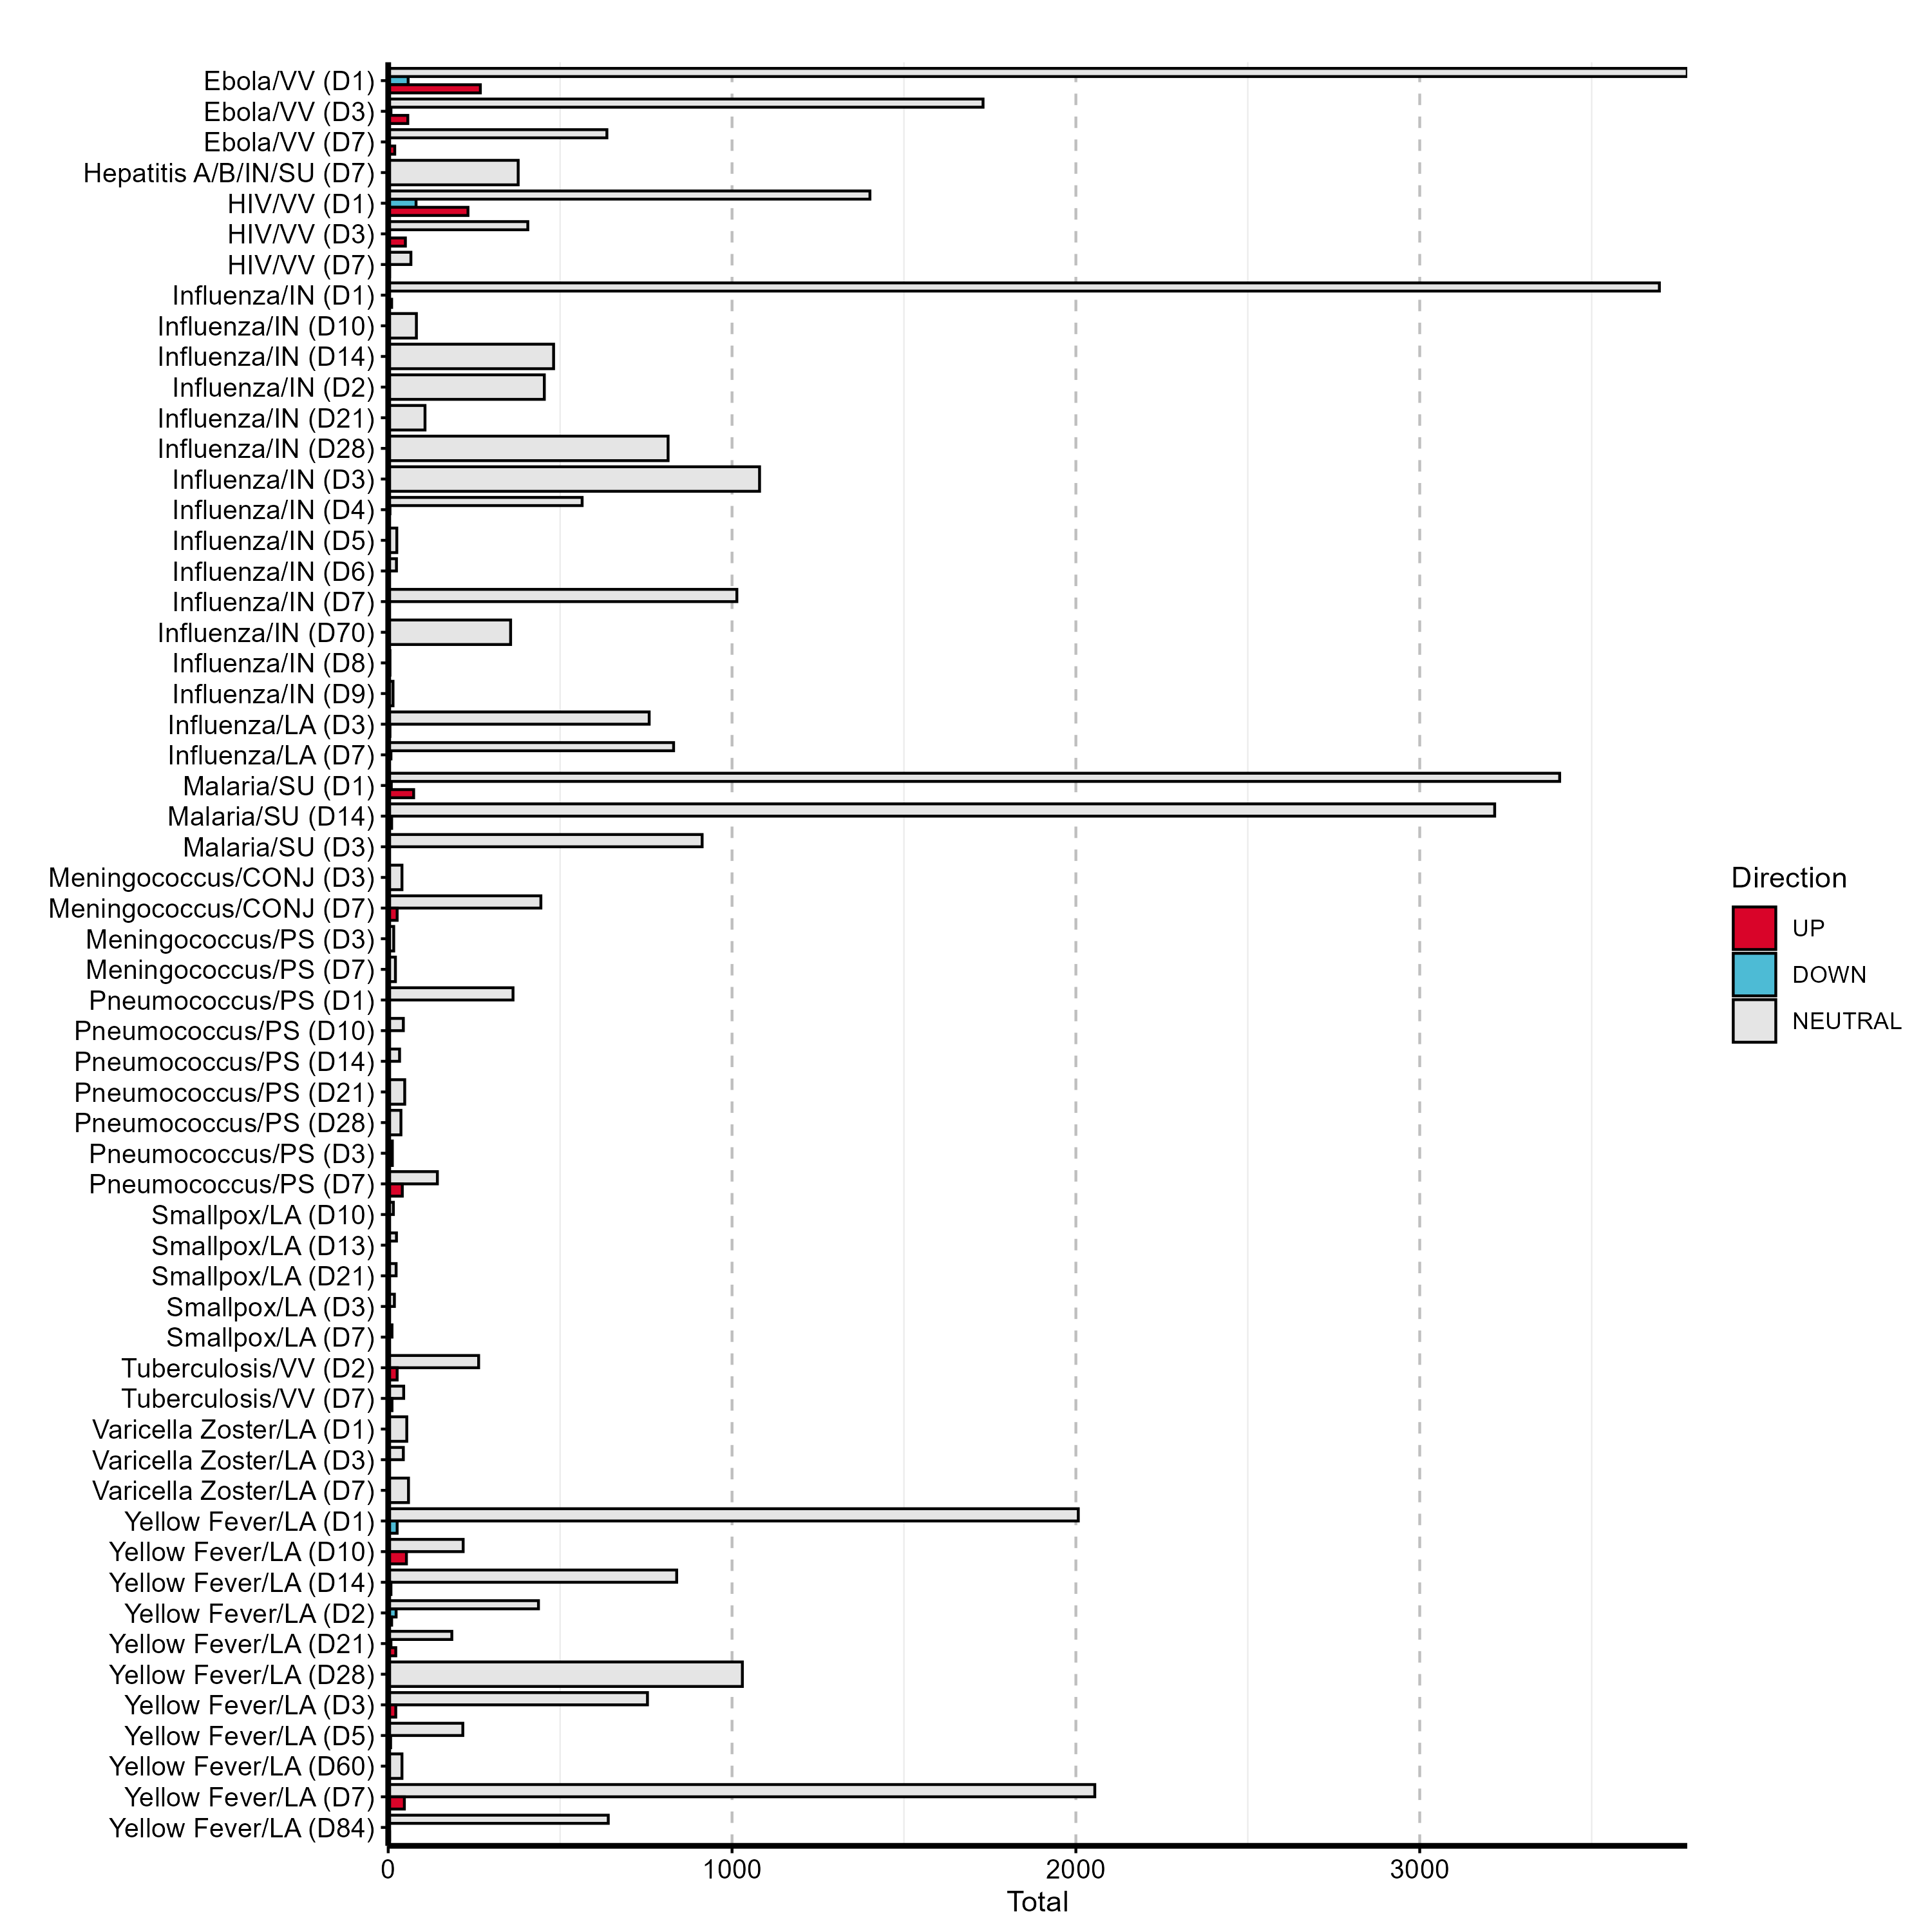 Ebola/VV (D1)
Ebola/VV (D3)
Ebola/VV (D7)
Hepatitis A/B/IN/SU (D7)
HIV/VV (D1)
HIV/VV (D3)
HIV/VV (D7)
Influenza/IN (D1)
Influenza/IN (D10)
Influenza/IN (D14)
Influenza/IN (D2)
Influenza/IN (D21)
Influenza/IN (D28)
Influenza/IN (D3)
Influenza/IN (D4)
Influenza/IN (D5)
Influenza/IN (D6)
Influenza/IN (D7)
Influenza/IN (D70)
Influenza/IN (D8)
Influenza/IN (D9)
Influenza/LA (D3)
Influenza/LA (D7)
Malaria/SU (D1)
Malaria/SU (D14)
Malaria/SU (D3)
Meningococcus/CONJ (D3)
Meningococcus/CONJ (D7)
Meningococcus/PS (D3)
Meningococcus/PS (D7)
Pneumococcus/PS (D1)
Pneumococcus/PS (D10)
Pneumococcus/PS (D14)
Pneumococcus/PS (D21)
Pneumococcus/PS (D28)
Pneumococcus/PS (D3)
Pneumococcus/PS (D7)
Smallpox/LA (D10)
Smallpox/LA (D13)
Smallpox/LA (D21)
Smallpox/LA (D3)
Smallpox/LA (D7)
Tuberculosis/VV (D2)
Tuberculosis/VV (D7)
Varicella Zoster/LA (D1)
Varicella Zoster/LA (D3)
Varicella Zoster/LA (D7)
Yellow Fever/LA (D1)
Yellow Fever/LA (D10)
Yellow Fever/LA (D14)
Yellow Fever/LA (D2)
Yellow Fever/LA (D21)
Yellow Fever/LA (D28)
Yellow Fever/LA (D3)
Yellow Fever/LA (D5)
Yellow Fever/LA (D60)
Yellow Fever/LA (D7)
Yellow Fever/LA (D84)
0 1000 2000 3000
Total
Direction
UP
DOWN
NEUTRAL